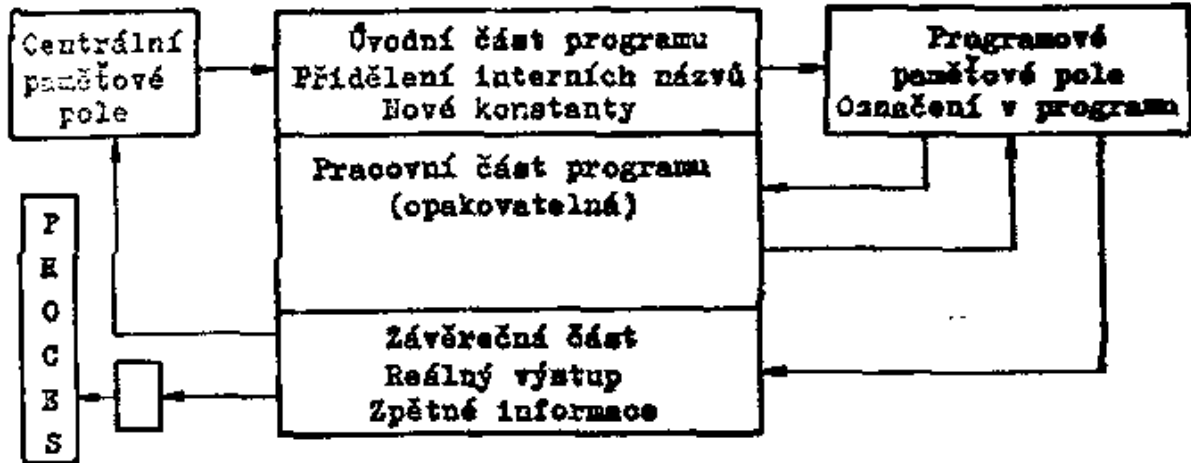 Centrální
paměťové
pole
Úvodní část programu
Přidělení interních názvů
Nové konstanty
Programové
paměťové pole
Označení v programu
Pracovní část programu
(opakovatelná)
P
R
O
C
E
S
Závěrečná část
Reálný výstup
Zpětné informace